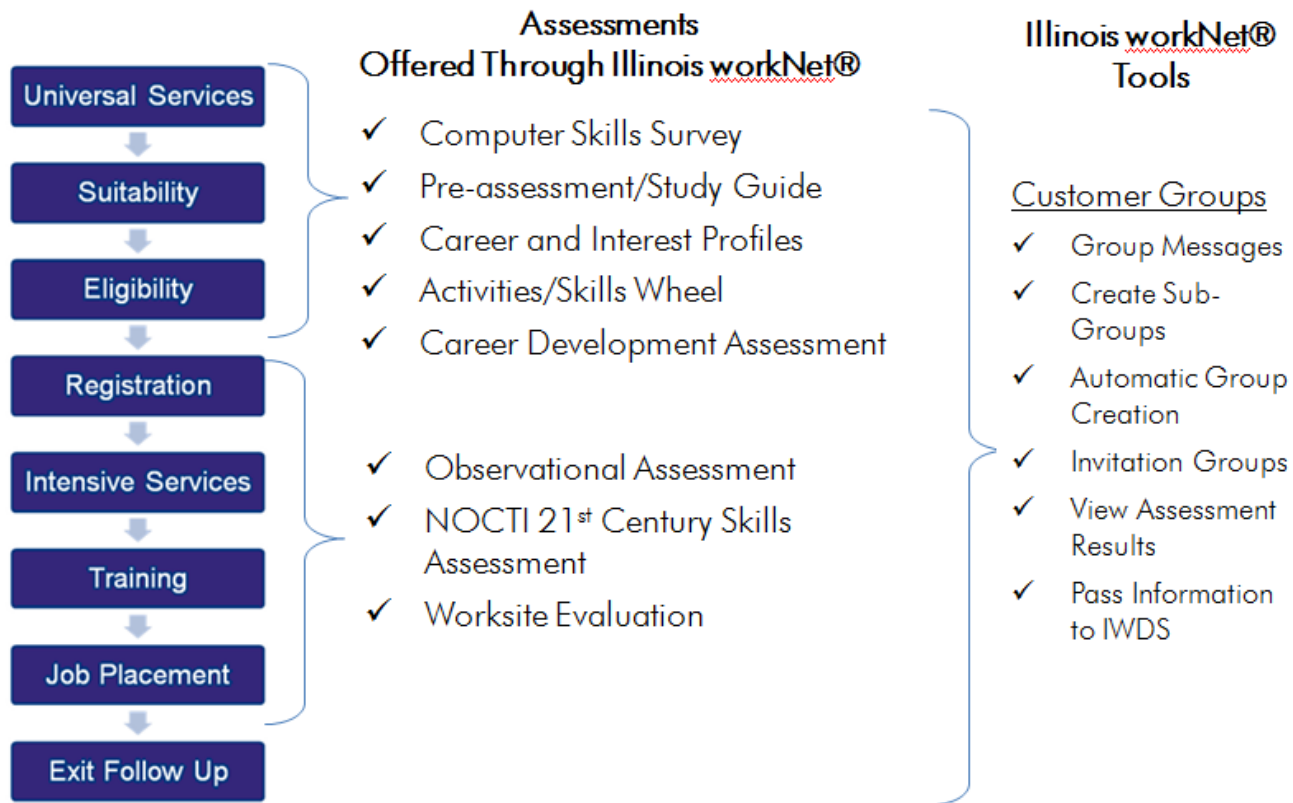 Assessments
Offered Through Illinois workNet®
Illinois workNet®
Tools
Universal Services
Suitability
Eligibility
Registration
Intensive Services
Training
Job Placement
Exit Follow Up
✓ Computer Skills Survey
✓ Pre-assessment/Study Guide
✓ Career and Interest Profiles
✓ Activities/Skills Wheel
✓ Career Development Assessment
✓ Observational Assessment
✓ NOCTI 21st Century Skills
Assessment
✓ Worksite Evaluation
Customer Groups
✓ Group Messages
✓ Create Sub-
Groups
✓ Automatic Group
Creation
✓ Invitation Groups
✓ View Assessment
Results
✓ Pass Information
to IWDS